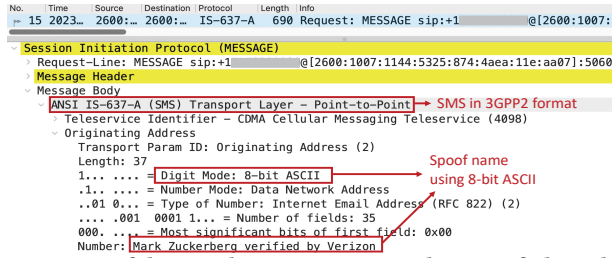 No. Time Source Destination Protocol Length Info
15 2023… 2600:… 2600:… IS-637-A 690 Request: MESSAGE sip:+1 @[2600:1007:
Session Initiation Protocol (MESSAGE)
Request-Line: MESSAGE sip:+1 @[2600:1007:1144:5325:874:4aea:11e:aa07]:5060
Message Header
Message Body
ANSI IS-637-A (SMS) Transport Layer - Point-to-Point SMS in 3GPP2 format
Teleservice Identifier - CDMA Cellular Messaging Teleservice (4098)
Originating Address
Transport Param ID: Originating Address (2)
Length: 37
1... .... = Digit Mode: 8-bit ASCII
Spoof name
using 8-bit ASCII
.1.. .... = Number Mode: Data Network Address
..01 0... = Type of Number: Internet Email Address (RFC 822) (2)
.... .001 0001 1... = Number of fields: 35
000. .... = Most significant bits of first field: 0x00
Number: Mark Zuckerberg verified by Verizon